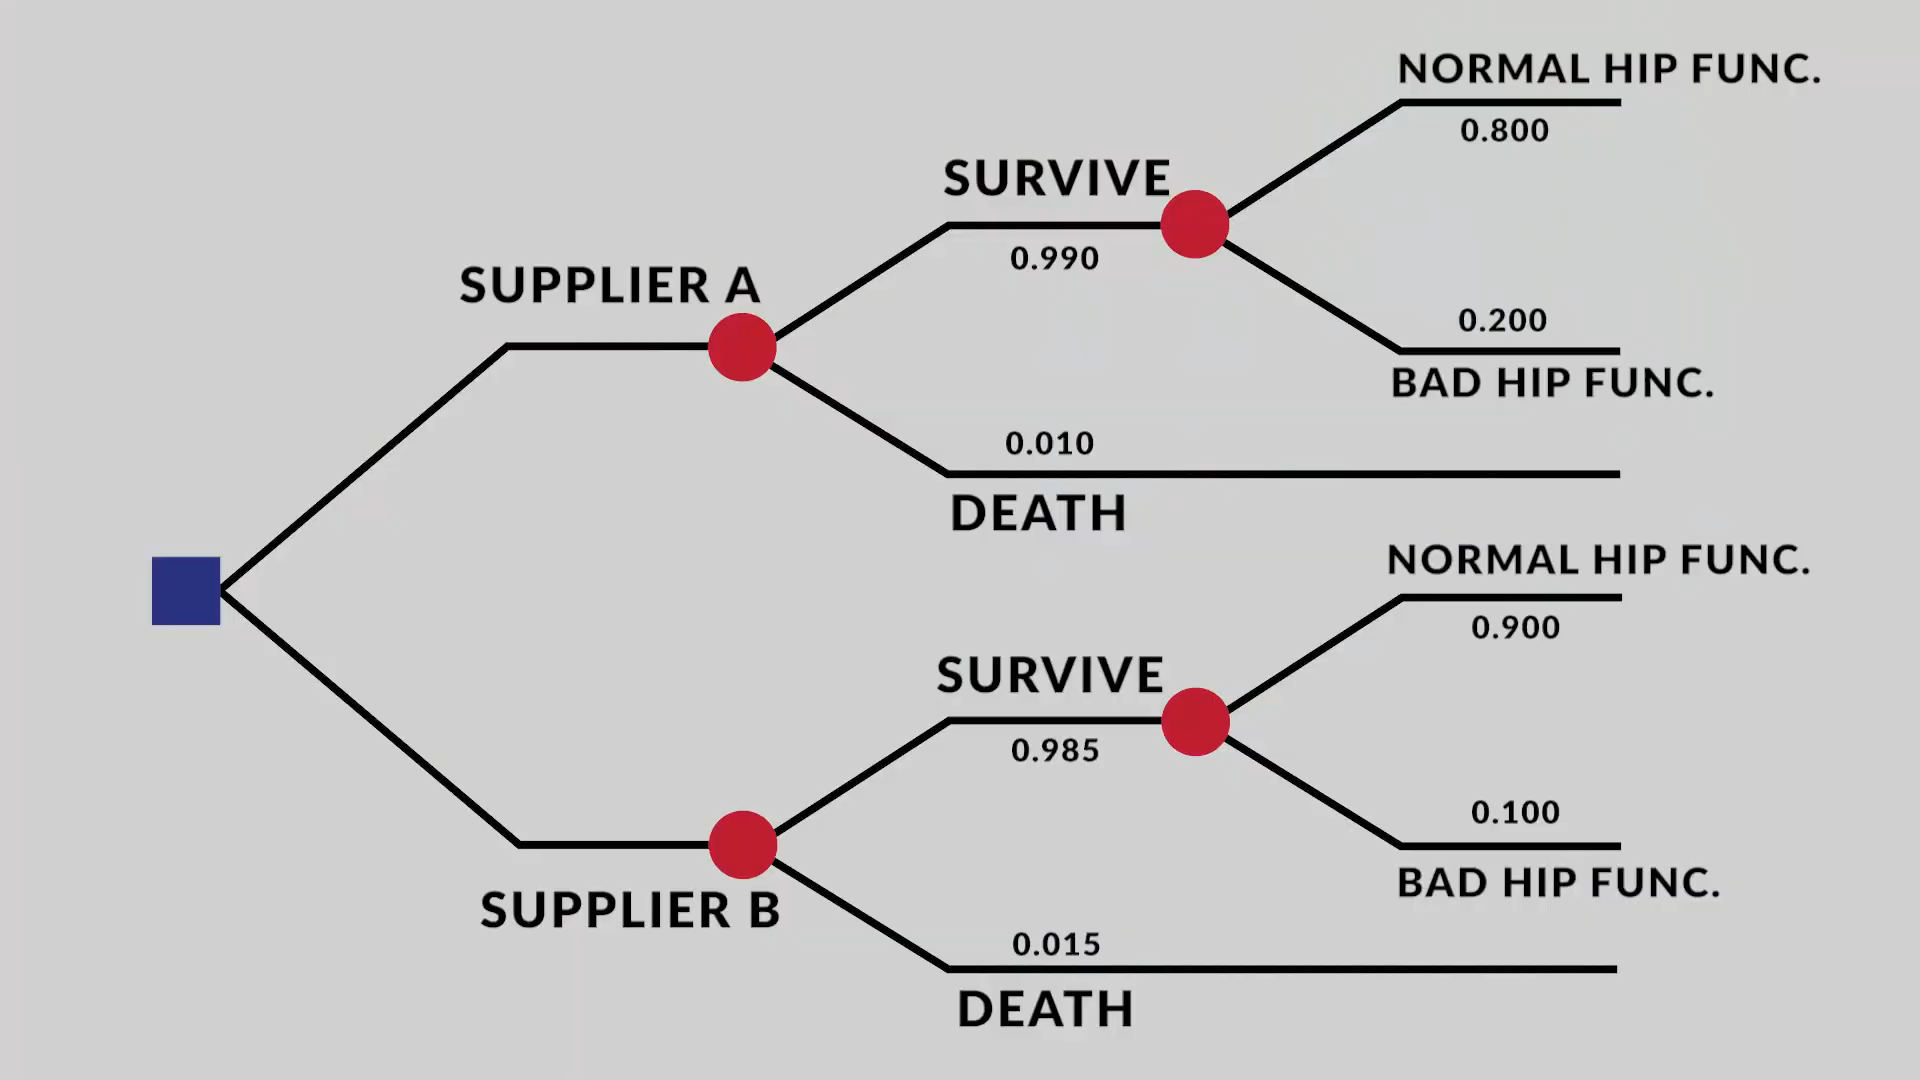 NORMAL HIP FUNC.
0.800
SURVIVE
0.990
SUPPLIER A
0.200
BAD HIP FUNC.
0.010
DEATH
NORMAL HIP FUNC.
0.900
SURVIVE
0.985
0.100
BAD HIP FUNC.
SUPPLIER B
0.015
DEATH